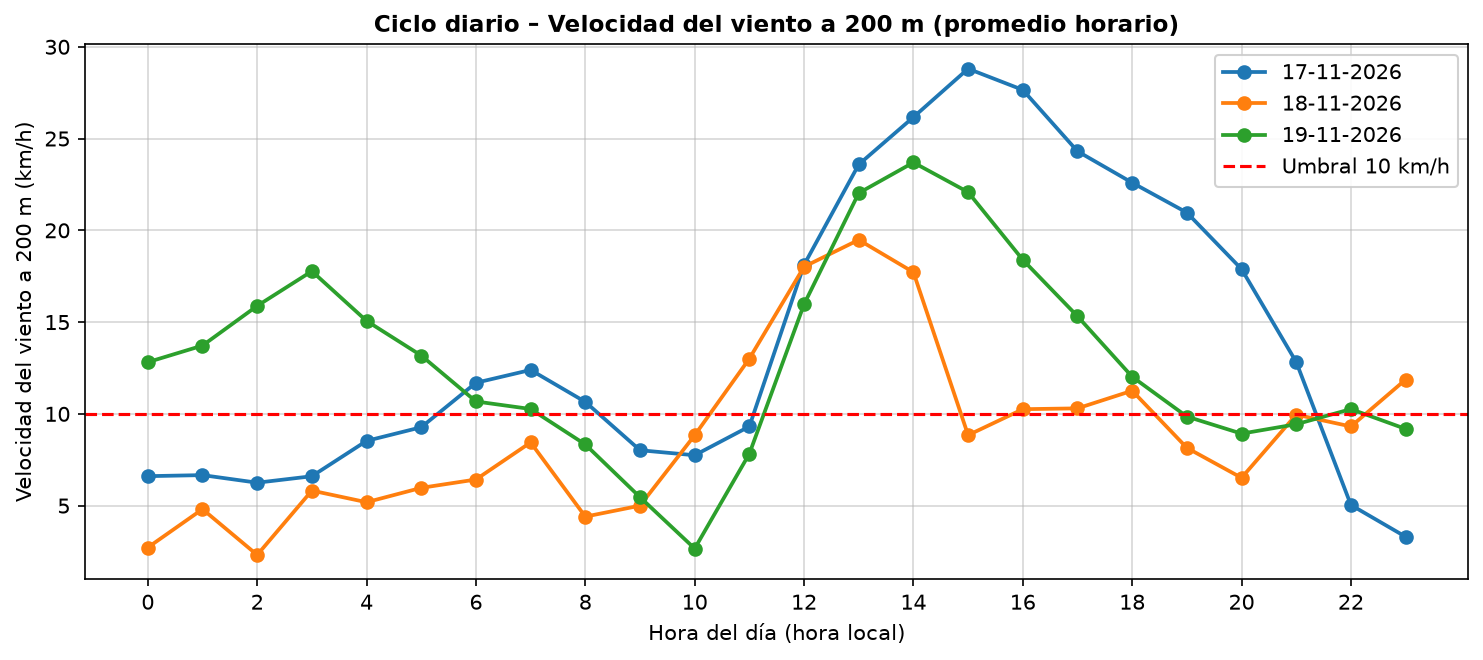 Ciclo diario – Velocidad del viento a 200 m (promedio horario)
Velocidad del viento a 200 m (km/h)
30
25
20
15
10
5
17-11-2026
18-11-2026
19-11-2026
Umbral 10 km/h
0 2 4 6 8 10 12 14 16 18 20 22
Hora del día (hora local)